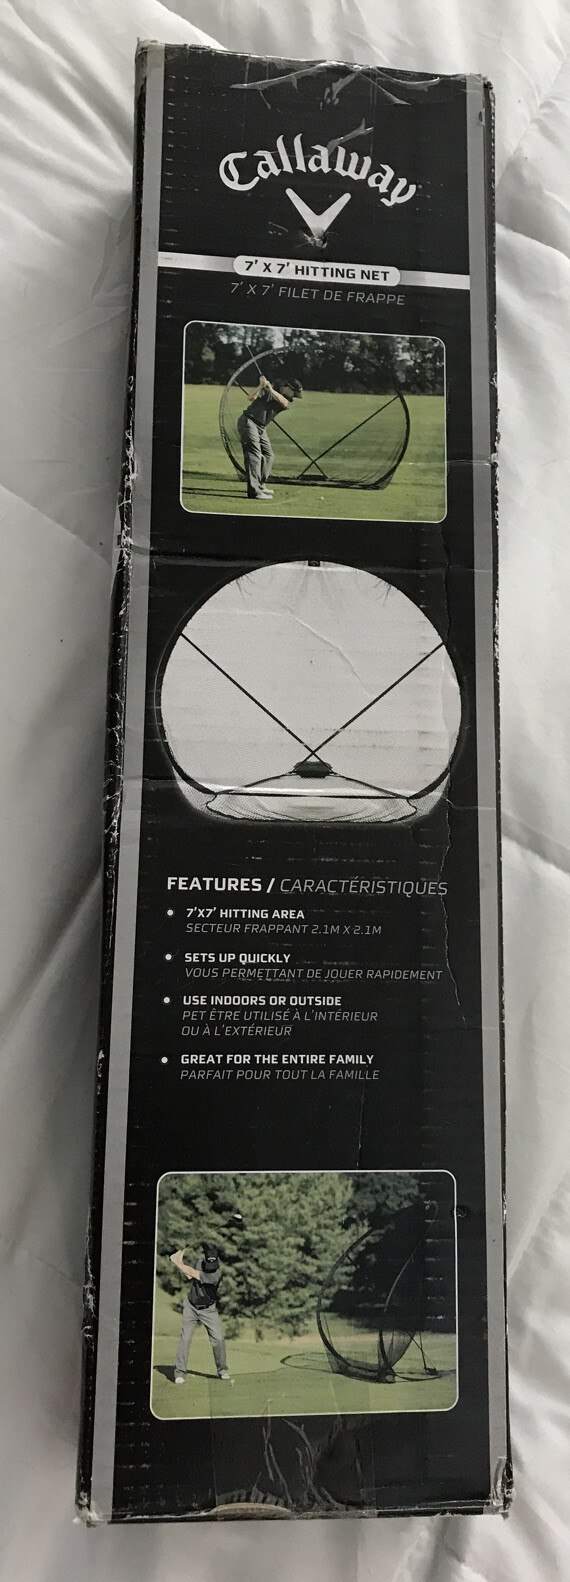 Callaway
7' X 7' HITTING NET
7' X 7' FILET DE FRAPPE
FEATURES / CARACTÉRISTIQUES
7'X7' HITTING AREA
SECTEUR FRAPPANT 2.1M X 2.1M
SETS UP QUICKLY
VOUS PERMETTANT DE JOUER RAPIDEMENT
USE INDOORS OR OUTSIDE
PET ÊTRE UTILISÉ À L'INTÉRIEUR
OU À L'EXTÉRIEUR
GREAT FOR THE ENTIRE FAMILY
PARFAIT POUR TOUT LA FAMILLE